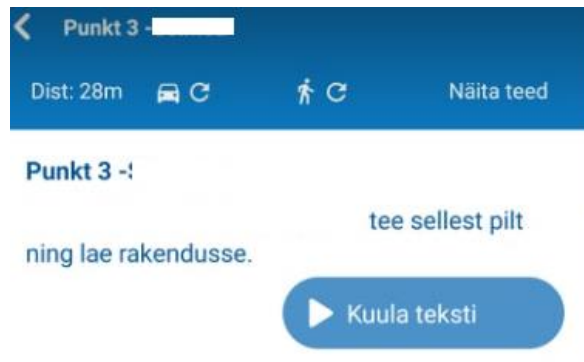 Punkt 3 -
Dist: 28m
Näita teed
Punkt 3 -
tee sellest pilt
ning lae rakendusse.
Kuula teksti